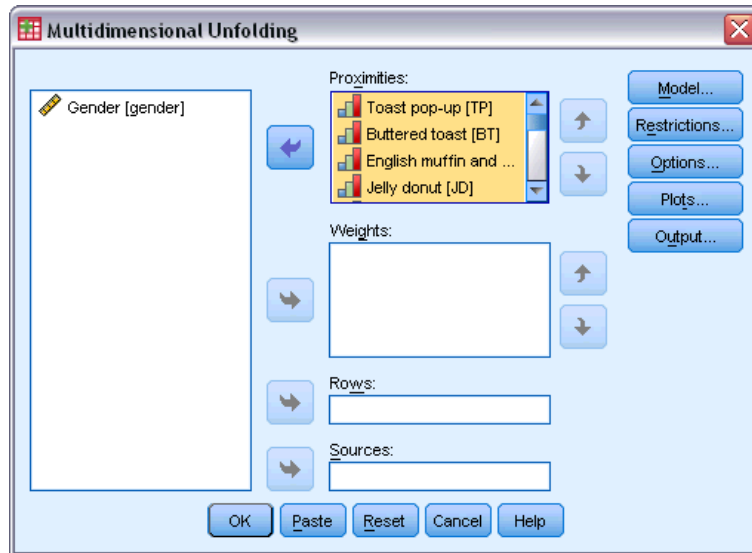 Multidimensional Unfolding
Gender [gender]
Proximities:
Toast pop-up [TP]
Buttered toast [BT]
English muffin and ...
Jelly donut [JD]
Weights:
Rows:
Sources:
Model...
Restrictions...
Options...
Plots...
Output...
OK
Paste
Reset
Cancel
Help